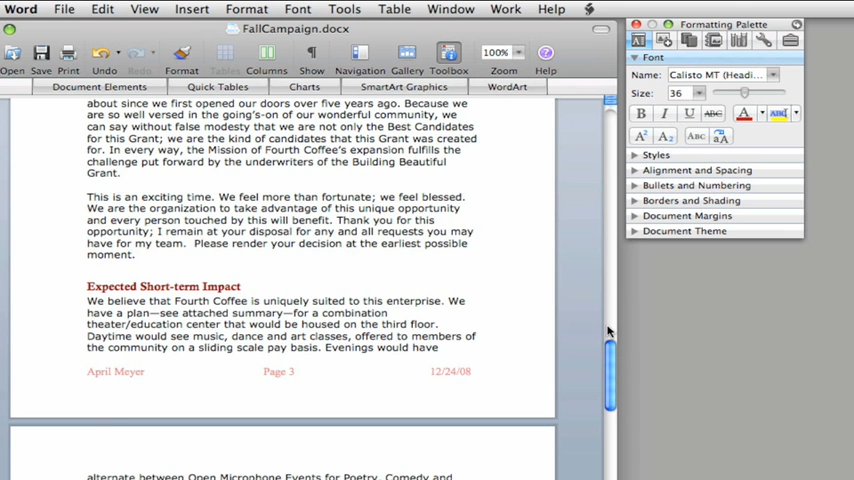 Word File Edit View Insert Format Font Tools Table Window Work Help
FallCampaign.docx
Formatting Palette
Open Save Print Undo Redo Format Tables Columns Show Navigation Gallery Toolbox Zoom Help
100%
Document Elements Quick Tables Charts SmartArt Graphics WordArt
Font
Name: Calisto MT (Headi...
Size: 36
B I U ABC A ABC
A² A₂ Abc aA
Styles
Alignment and Spacing
Bullets and Numbering
Borders and Shading
Document Margins
Document Theme
about since we first opened our doors over five years ago. Because we
are so well versed in the going's-on of our wonderful community, we
can say without false modesty that we are not only the Best Candidates
for this Grant; we are the kind of candidates that this Grant was created
for. In every way, the Mission of Fourth Coffee's expansion fulfills the
challenge put forward by the underwriters of the Building Beautiful
Grant.
This is an exciting time. We feel more than fortunate; we feel blessed.
We are the organization to take advantage of this unique opportunity
and every person touched by this will benefit. Thank you for this
opportunity; I remain at your disposal for any and all requests you may
have for my team. Please render your decision at the earliest possible
moment.
Expected Short-term Impact
We believe that Fourth Coffee is uniquely suited to this enterprise. We
have a plan—see attached summary—for a combination
theater/education center that would be housed on the third floor.
Daytime would see music, dance and art classes, offered to members of
the community on a sliding scale pay basis. Evenings would have
April Meyer Page 3 12/24/08
alternate between Open Microphone Events for Poetry, Comedy and